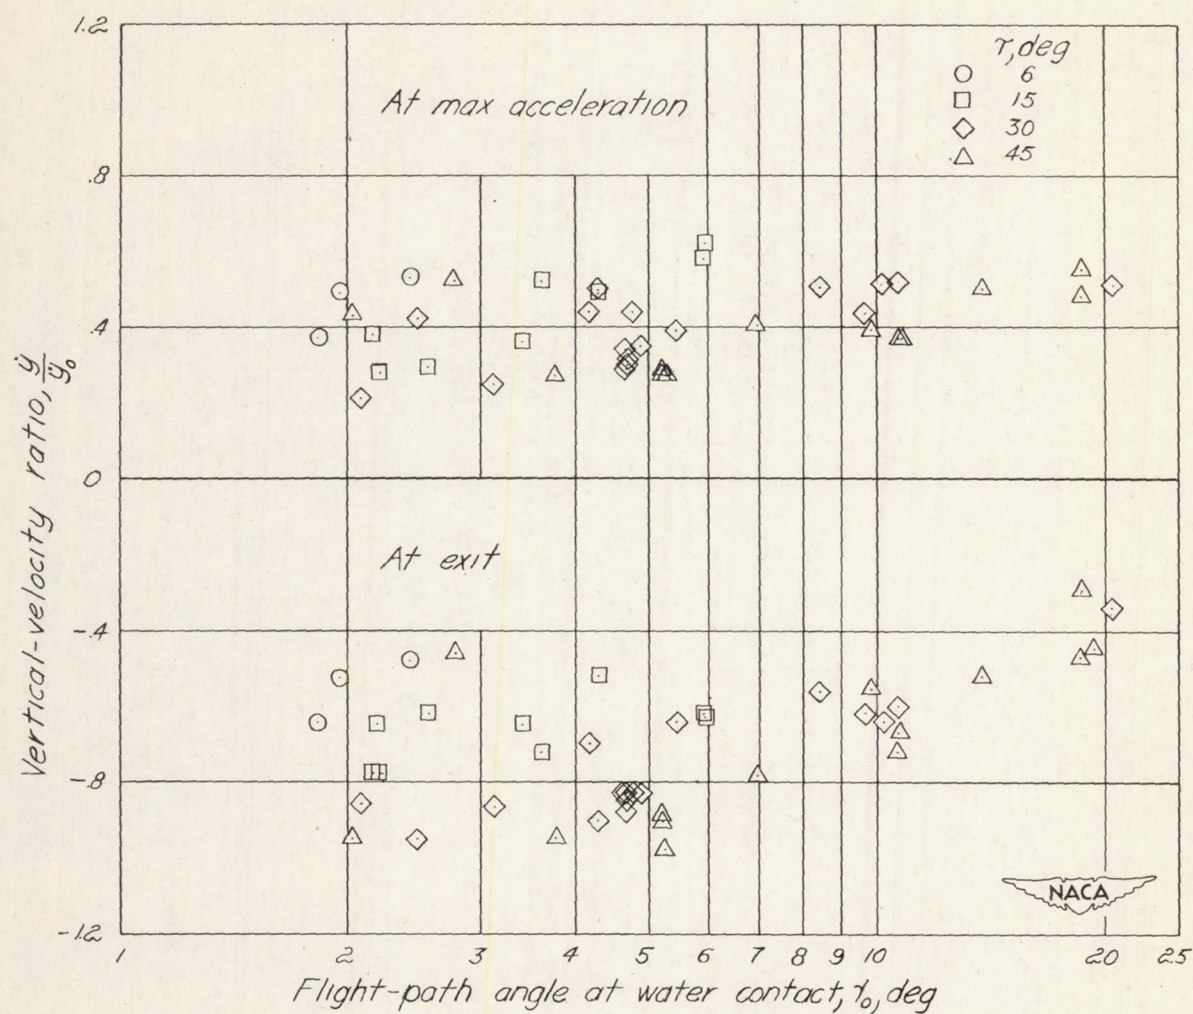 1.2
.8
.4
0
-.4
-.8
-1.2
Vertical-velocity ratio, ẏ/ẏ₀
At max acceleration
τ, deg
6
15
30
45
At exit
NACA
1 2 3 4 5 6 7 8 9 10 20 25
Flight-path angle at water contact, γ₀, deg